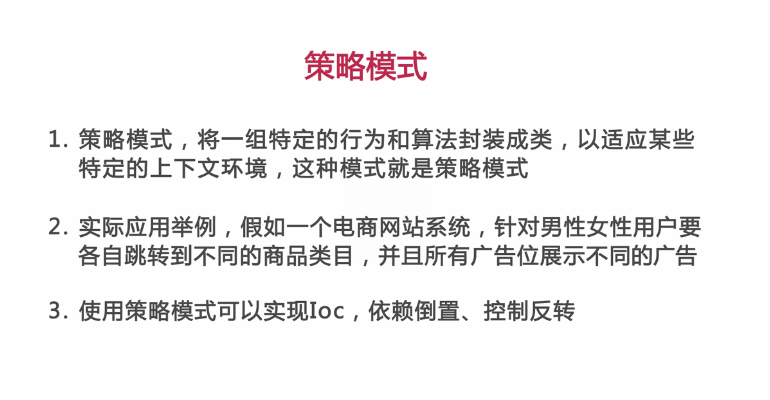 策略模式
1. 策略模式，将一组特定的行为和算法封装成类，以适应某些
特定的上下文环境，这种模式就是策略模式
2. 实际应用举例，假如一个电商网站系统，针对男性女性用户要
各自跳转到不同的商品类目，并且所有广告位展示不同的广告
3. 使用策略模式可以实现Ioc，依赖倒置、控制反转